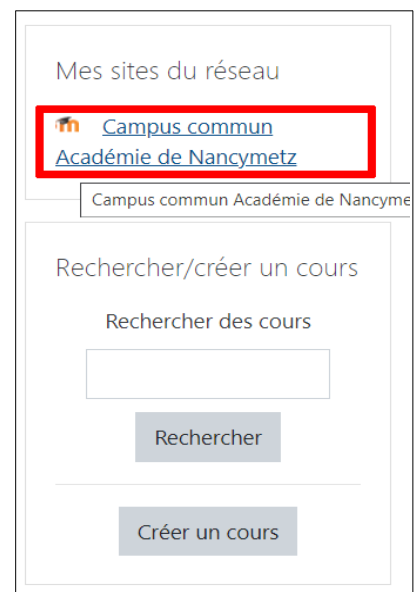 Mes sites du réseau
Campus commun
Académie de Nancymetz
Campus commun Académie de Nancyme
Rechercher/créer un cours
Rechercher des cours
Rechercher
Créer un cours